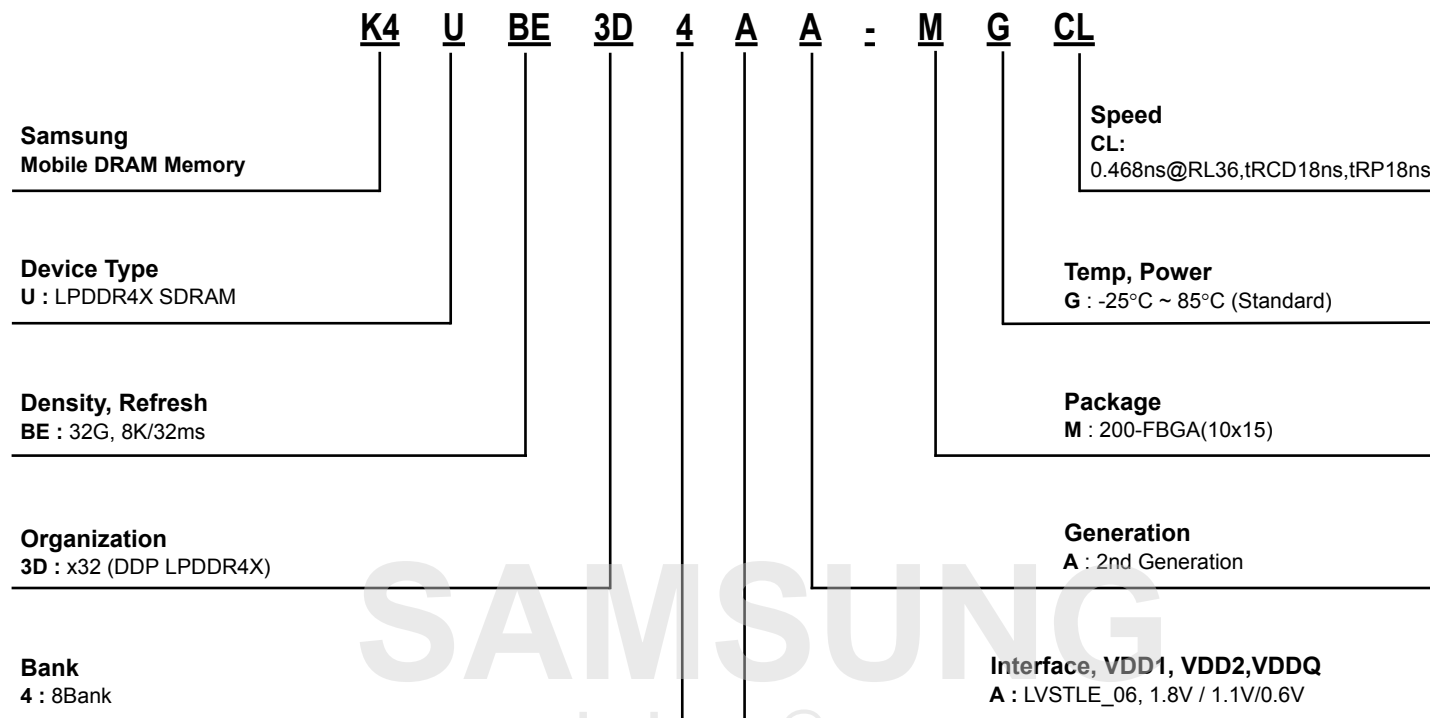 K4 U BE 3D 4 A A - M G CL
Samsung
Mobile DRAM Memory
Device Type
U : LPDDR4X SDRAM
Density, Refresh
BE : 32G, 8K/32ms
Organization
3D : x32 (DDP LPDDR4X)
Bank
4 : 8Bank
Speed
CL:
0.468ns@RL36,tRCD18ns,tRP18ns
Temp, Power
G : -25°C ~ 85°C (Standard)
Package
M : 200-FBGA(10x15)
Generation
A : 2nd Generation
Interface, VDD1, VDD2,VDDQ
A : LVSTLE_06, 1.8V / 1.1V/0.6V
SAMSUNG